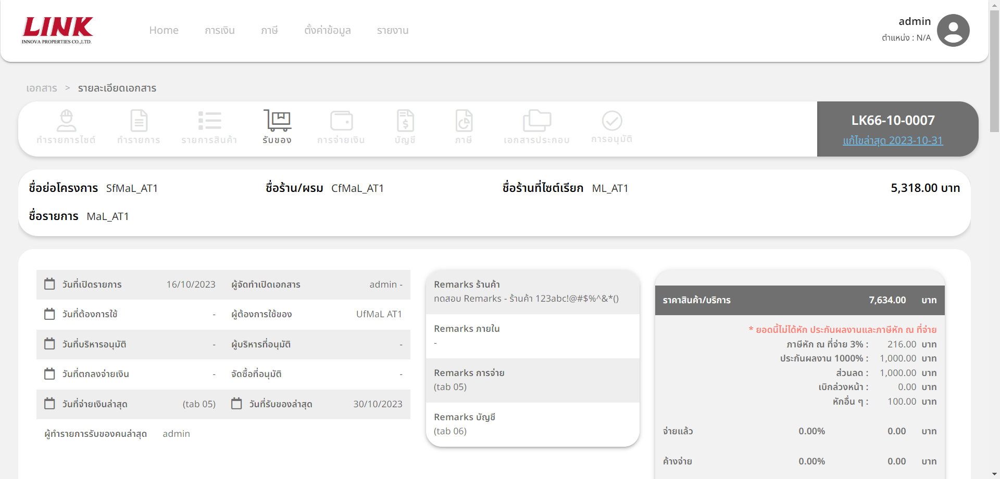 LINK
INNOVA PROPERTIES CO.,LTD.
Home การเงิน ภาษี ตั้งค่าข้อมูล รายงาน
admin
ตำแหน่ง : N/A
เอกสาร > รายละเอียดเอกสาร
ทำรายการไซต์ ทำรายการ รายการสินค้า รับของ การจ่ายเงิน บัญชี ภาษี เอกสารประกอบ การอนุมัติ
LK66-10-0007
แก้ไขล่าสุด 2023-10-31
ชื่อย่อโครงการ SfMaL_AT1 ชื่อร้าน/ผรม CfMaL_AT1 ชื่อร้านที่ไซต์เรียก ML_AT1 5,318.00 บาท
ชื่อรายการ MaL_AT1
วันที่เปิดรายการ 16/10/2023 ผู้จัดทำเปิดเอกสาร admin -
วันที่ต้องการใช้ - ผู้ต้องการใช้ของ UfMaL AT1
วันที่บริหารอนุมัติ - ผู้บริหารที่อนุมัติ -
วันที่ตกลงจ่ายเงิน - จัดซื้อที่อนุมัติ -
วันที่จ่ายเงินล่าสุด (tab 05) วันที่รับของล่าสุด 30/10/2023
ผู้ทำรายการรับของคนล่าสุด admin
Remarks ร้านค้า
ทดสอบ Remarks - ร้านค้า 123abc!@#$%^&*()
Remarks ภายใน
-
Remarks การจ่าย
(tab 05)
Remarks บัญชี
(tab 06)
ราคาสินค้า/บริการ 7,634.00 บาท
* ยอดนี้ไม่ได้หัก ประกันผลงานและภาษีหัก ณ ที่จ่าย
ภาษีหัก ณ ที่จ่าย 3% : 216.00 บาท
ประกันผลงาน 1000% : 1,000.00 บาท
ส่วนลด : 1,000.00 บาท
เบิกล่วงหน้า : 0.00 บาท
หักอื่น ๆ : 100.00 บาท
จ่ายแล้ว 0.00% 0.00 บาท
ค้างจ่าย 0.00% 0.00 บาท